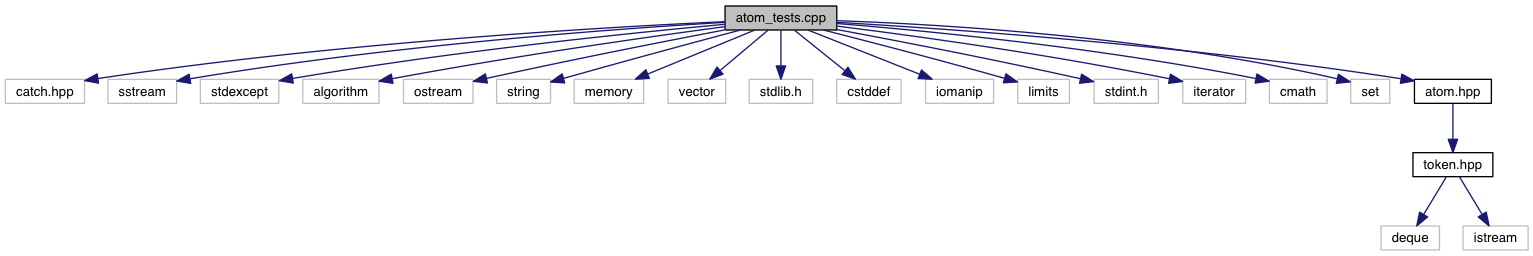 atom_tests.cpp
catch.hpp
sstream
stdexcept
algorithm
ostream
string
memory
vector
stdlib.h
cstddef
iomanip
limits
stdint.h
iterator
cmath
set
atom.hpp
token.hpp
deque
istream